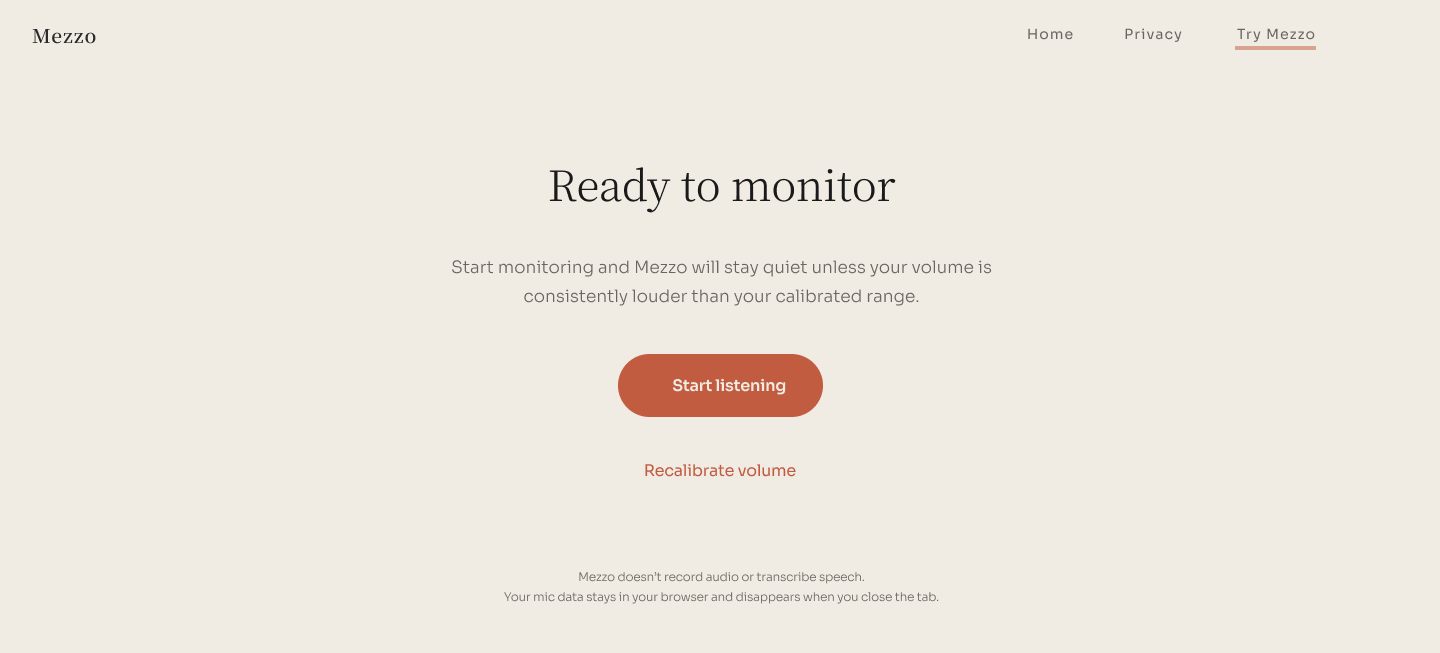 Mezzo
Home
Privacy
Try Mezzo
Ready to monitor
Start monitoring and Mezzo will stay quiet unless your volume is
consistently louder than your calibrated range.
Start listening
Recalibrate volume
Mezzo doesn’t record audio or transcribe speech.
Your mic data stays in your browser and disappears when you close the tab.